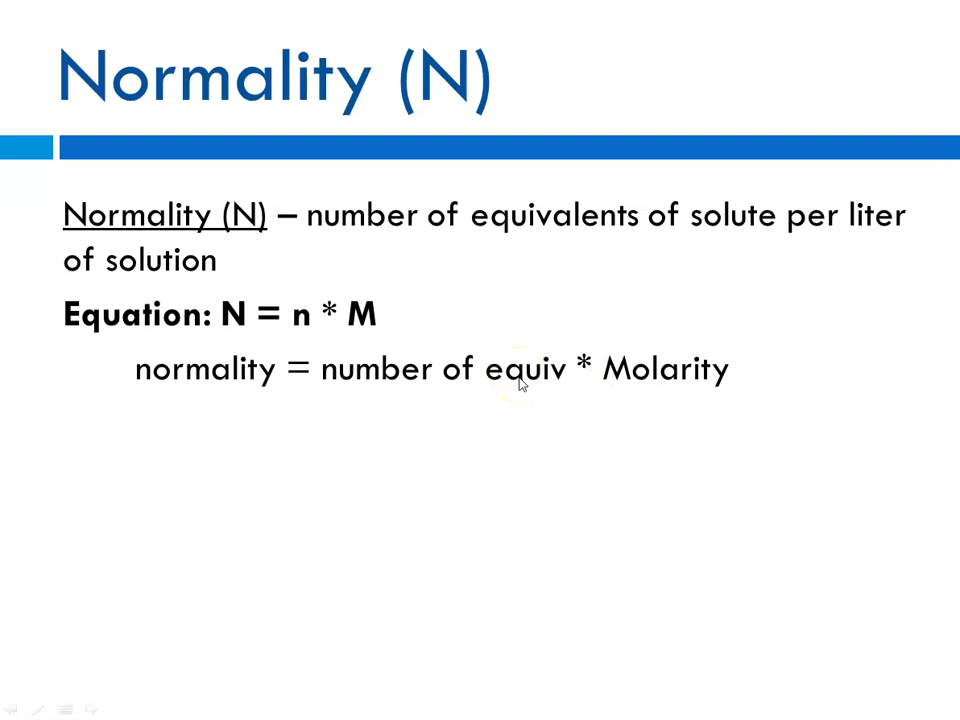 Normality (N)
Normality (N) – number of equivalents of solute per liter
of solution
Equation: N = n * M
normality = number of equiv * Molarity